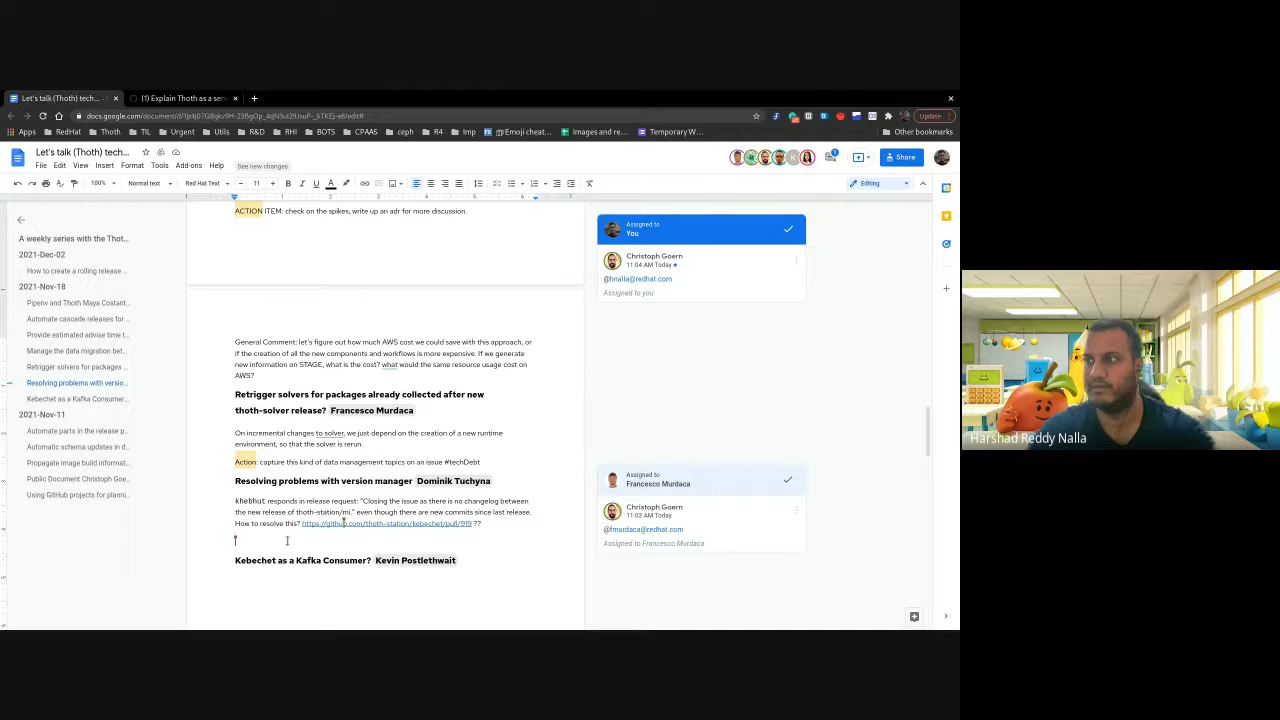 Let's talk (Thoth) tech...
(1) Explain Thoth as a serv
Update
Apps
RedHat
Thoth
TIL
Urgent
Utils
R&D
RHI
BOTS
CPAAS
ceph
R4
Imp
Emoji cheat...
Images and re...
Temporary W...
Other bookmarks
Let's talk (Thoth) tech...
File Edit View Insert Format Tools Add-ons Help
See new changes
Share
100%
Normal text
Red Hat Text
11
Editing
A weekly series with the Thot...
2021-Dec-02
How to create a rolling release ...
2021-Nov-18
Pipenv and Thoth Maya Costant...
Automate cascade releases for ...
Provide estimated advise time t...
Manage the data migration bet...
Retrigger solvers for packages ...
Resolving problems with versio...
Kebechet as a Kafka Consumer...
2021-Nov-11
Automate parts in the release p...
Automatic schema updates in d...
Propagate image build informat...
Public Document Christoph Goe...
Using GitHub projects for planni...
ACTION ITEM: check on the spikes, write up an adr for more discussion.
General Comment: let's figure out how much AWS cost we could save with this approach, or
if the creation of all the new components and workflows is more expensive. If we generate
new information on STAGE, what is the cost? what would the same resource usage cost on
AWS?
Retrigger solvers for packages already collected after new
thoth-solver release? Francesco Murdaca
On incremental changes to solver, we just depend on the creation of a new runtime
environment, so that the solver is rerun.
Action: capture this kind of data management topics on an issue #techDebt
Resolving problems with version manager Dominik Tuchyna
khebhut responds in release request: "Closing the issue as there is no changelog between
the new release of thoth-station/mi." even though there are new commits since last release.
How to resolve this? https://github.com/thoth-station/kebechet/pull/919 ??
Kebechet as a Kafka Consumer? Kevin Postlethwait
Assigned to
You
Christoph Goern
11:04 AM Today
@hnalla@redhat.com
Assigned to you
Assigned to
Francesco Murdaca
Christoph Goern
11:03 AM Today
@fmurdaca@redhat.com
Assigned to Francesco Murdaca
Harshad Reddy Nalla